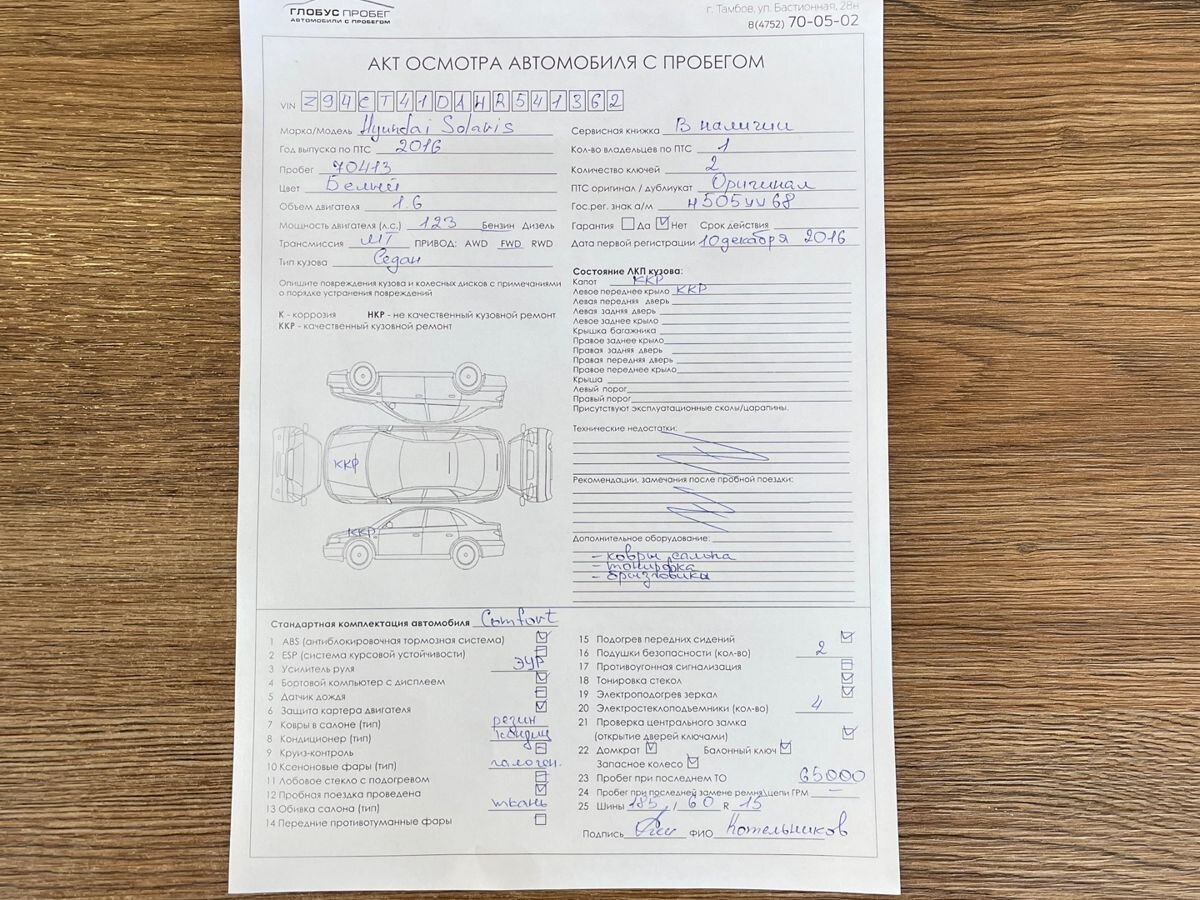 ГЛОБУС ПРОБЕГ
АВТОМОБИЛИ С ПРОБЕГОМ
г. Тамбов, ул. Бастионная, 28н
8(4752) 70-05-02
АКТ ОСМОТРА АВТОМОБИЛЯ С ПРОБЕГОМ
VIN Z94CT41DAHR541362
Марка/Модель Hyundai Solaris
Год выпуска по ПТС 2016
Пробег 70413
Цвет Белый
Объем двигателя 1.6
Мощность двигателя (л.с.) 123 Бензин Дизель
Трансмиссия МТ ПРИВОД: AWD FWD RWD
Тип кузова Седан
Опишите повреждения кузова и колесных дисков с примечаниями
о порядке устранения повреждений
К - коррозия НКР - не качественный кузовной ремонт
ККР - качественный кузовной ремонт
ККР
ККР
Сервисная книжка В наличии
Кол-во владельцев по ПТС 1
Количество ключей 2
ПТС оригинал / дубликат Оригинал
Гос.рег. знак а/м Н505УУ68
Гарантия Да Нет Срок действия
Дата первой регистрации 10 декабря 2016
Состояние ЛКП кузова:
Капот ККР
Левое переднее крыло ККР
Левая передняя дверь
Левая задняя дверь
Левое заднее крыло
Крышка багажника
Правое заднее крыло
Правая задняя дверь
Правая передняя дверь
Правое переднее крыло
Крыша
Левый порог
Правый порог
Присутствуют эксплуатационные сколы/царапины.
Технические недостатки:
Рекомендации, замечания после пробной поездки:
Дополнительное оборудование:
- ковры салона
- тонировка
- брызговики
Стандартная комплектация автомобиля Comfort
1 ABS (антиблокировочная тормозная система)
2 ESP (система курсовой устойчивости)
3 Усилитель руля ЭУР
4 Бортовой компьютер с дисплеем
5 Датчик дождя
6 Защита картера двигателя
7 Ковры в салоне (тип) резин
8 Кондиционер (тип) кондиц
9 Круиз-контроль
10 Ксеноновые фары (тип) галоген.
11 Лобовое стекло с подогревом
12 Пробная поездка проведена
13 Обивка салона (тип) ткань
14 Передние противотуманные фары
15 Подогрев передних сидений
16 Подушки безопасности (кол-во) 2
17 Противоугонная сигнализация
18 Тонировка стекол
19 Электроподогрев зеркал
20 Электростеклоподъемники (кол-во) 4
21 Проверка центрального замка
(открытие дверей ключами)
22 Домкрат Балонный ключ
Запасное колесо
23 Пробег при последнем ТО 65000
24 Пробег при последней замене ремня\цепи ГРМ —
25 Шины 185 / 60 R 15
Подпись ФИО Котельников